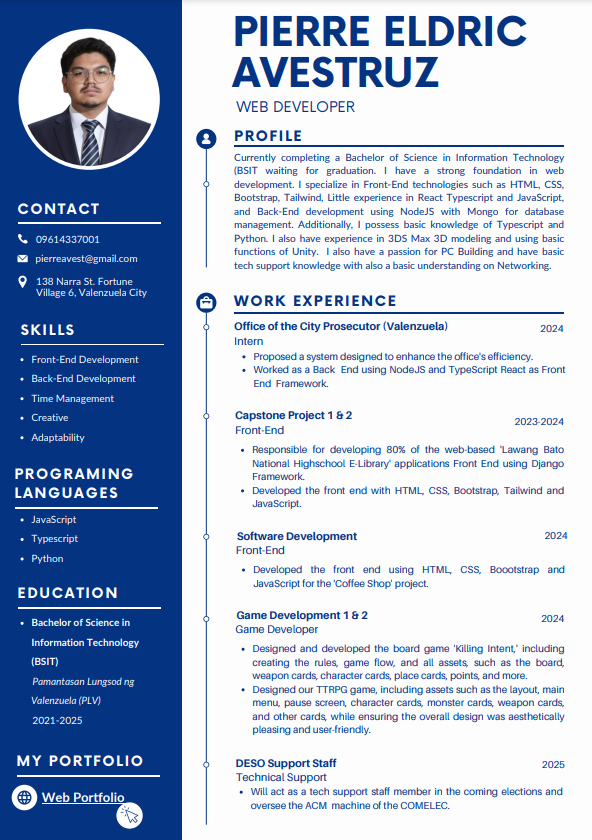 PIERRE ELDRIC
AVESTRUZ
WEB DEVELOPER
CONTACT
09614337001
pierreavest@gmail.com
138 Narra St. Fortune
Village 6, Valenzuela City
SKILLS
• Front-End Development
• Back-End Development
• Time Management
• Creative
• Adaptability
PROGRAMING
LANGUAGES
• JavaScript
• Typescript
• Python
EDUCATION
• Bachelor of Science in
Information Technology
(BSIT)
Pamantasan Lungsod ng
Valenzuela (PLV)
2021-2025
MY PORTFOLIO
Web Portfolio
PROFILE
Currently completing a Bachelor of Science in Information Technology
(BSIT waiting for graduation. I have a strong foundation in web
development. I specialize in Front-End technologies such as HTML, CSS,
Bootstrap, Tailwind, Little experience in React Typescript and JavaScript,
and Back-End development using NodeJS with Mongo for database
management. Additionally, I possess basic knowledge of Typescript and
Python. I also have experience in 3DS Max 3D modeling and using basic
functions of Unity. I also have a passion for PC Building and have basic
tech support knowledge with also a basic understanding on Networking.
WORK EXPERIENCE
Office of the City Prosecutor (Valenzuela) 2024
Intern
• Proposed a system designed to enhance the office's efficiency.
• Worked as a Back End using NodeJS and TypeScript React as Front
End Framework.
Capstone Project 1 & 2 2023-2024
Front-End
• Responsible for developing 80% of the web-based 'Lawang Bato
National Highschool E-Library' applications Front End using Django
Framework.
• Developed the front end with HTML, CSS, Bootstrap, Tailwind and
JavaScript.
Software Development 2024
Front-End
• Developed the front end using HTML, CSS, Boootstrap and
JavaScript for the 'Coffee Shop' project.
Game Development 1 & 2 2024
Game Developer
• Designed and developed the board game 'Killing Intent,' including
creating the rules, game flow, and all assets, such as the board,
weapon cards, character cards, place cards, points, and more.
• Designed our TTRPG game, including assets such as the layout, main
menu, pause screen, character cards, monster cards, weapon cards,
and other cards, while ensuring the overall design was aesthetically
pleasing and user-friendly.
DESO Support Staff 2025
Technical Support
• Will act as a tech support staff member in the coming elections and
oversee the ACM machine of the COMELEC.